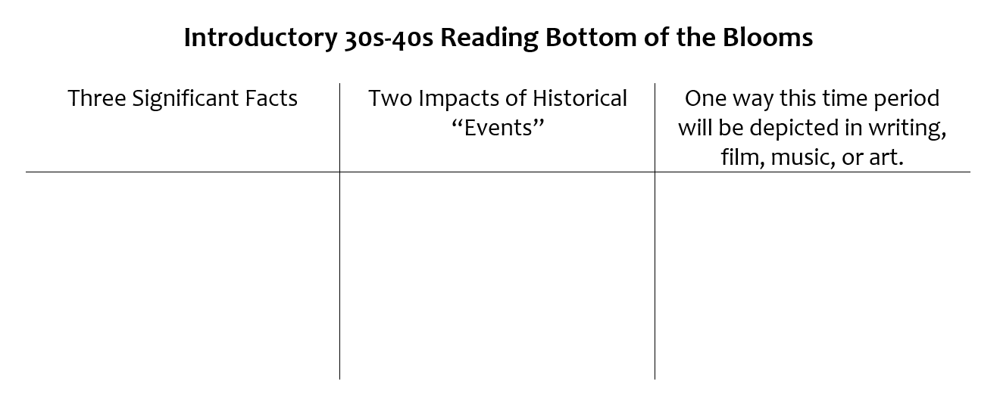 Introductory 30s-40s Reading Bottom of the Blooms
Three Significant Facts
Two Impacts of Historical
“Events”
One way this time period
will be depicted in writing,
film, music, or art.